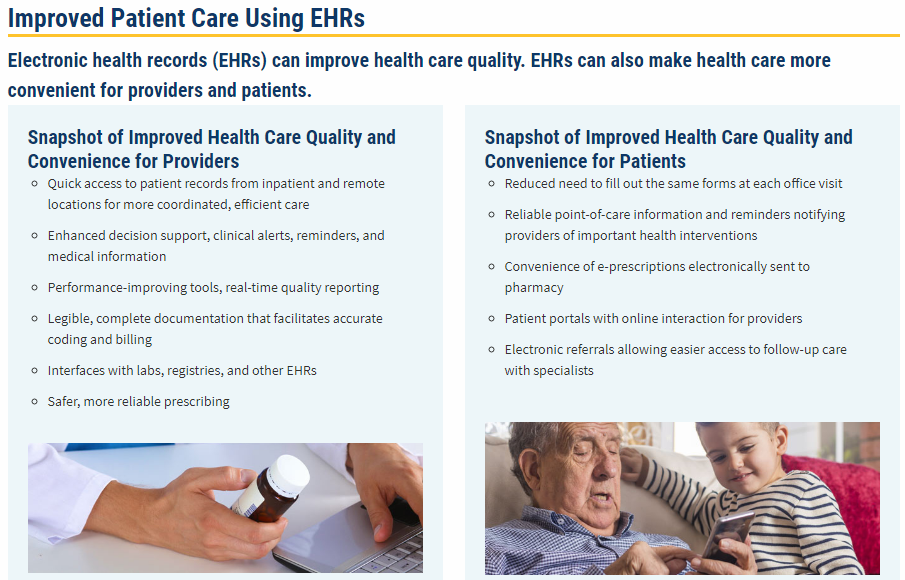 Improved Patient Care Using EHRs
Electronic health records (EHRs) can improve health care quality. EHRs can also make health care more
convenient for providers and patients.
Snapshot of Improved Health Care Quality and
Convenience for Providers
Quick access to patient records from inpatient and remote
locations for more coordinated, efficient care
Enhanced decision support, clinical alerts, reminders, and
medical information
Performance-improving tools, real-time quality reporting
Legible, complete documentation that facilitates accurate
coding and billing
Interfaces with labs, registries, and other EHRs
Safer, more reliable prescribing
Snapshot of Improved Health Care Quality and
Convenience for Patients
Reduced need to fill out the same forms at each office visit
Reliable point-of-care information and reminders notifying
providers of important health interventions
Convenience of e-prescriptions electronically sent to
pharmacy
Patient portals with online interaction for providers
Electronic referrals allowing easier access to follow-up care
with specialists